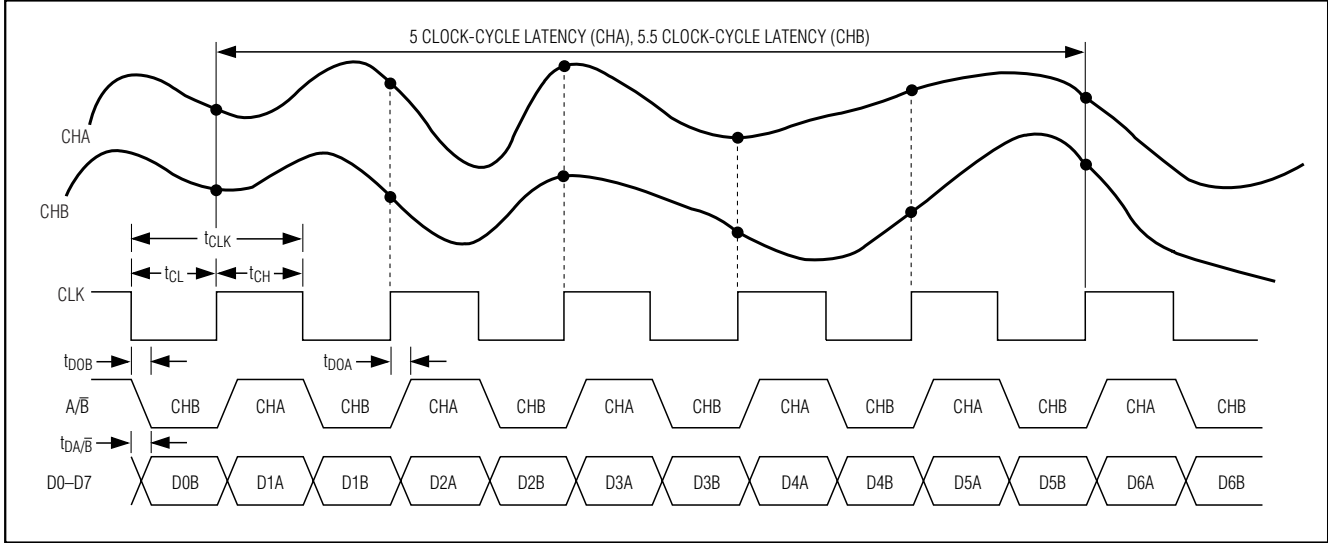 5 CLOCK-CYCLE LATENCY (CHA), 5.5 CLOCK-CYCLE LATENCY (CHB)
CHA
CHB
tCLK
tCL tCH
CLK
tDOB tDOA
A/B̅ CHB CHA CHB CHA CHB CHA CHB CHA CHB CHA CHB CHA CHB
tDA/B̅
D0–D7 D0B D1A D1B D2A D2B D3A D3B D4A D4B D5A D5B D6A D6B